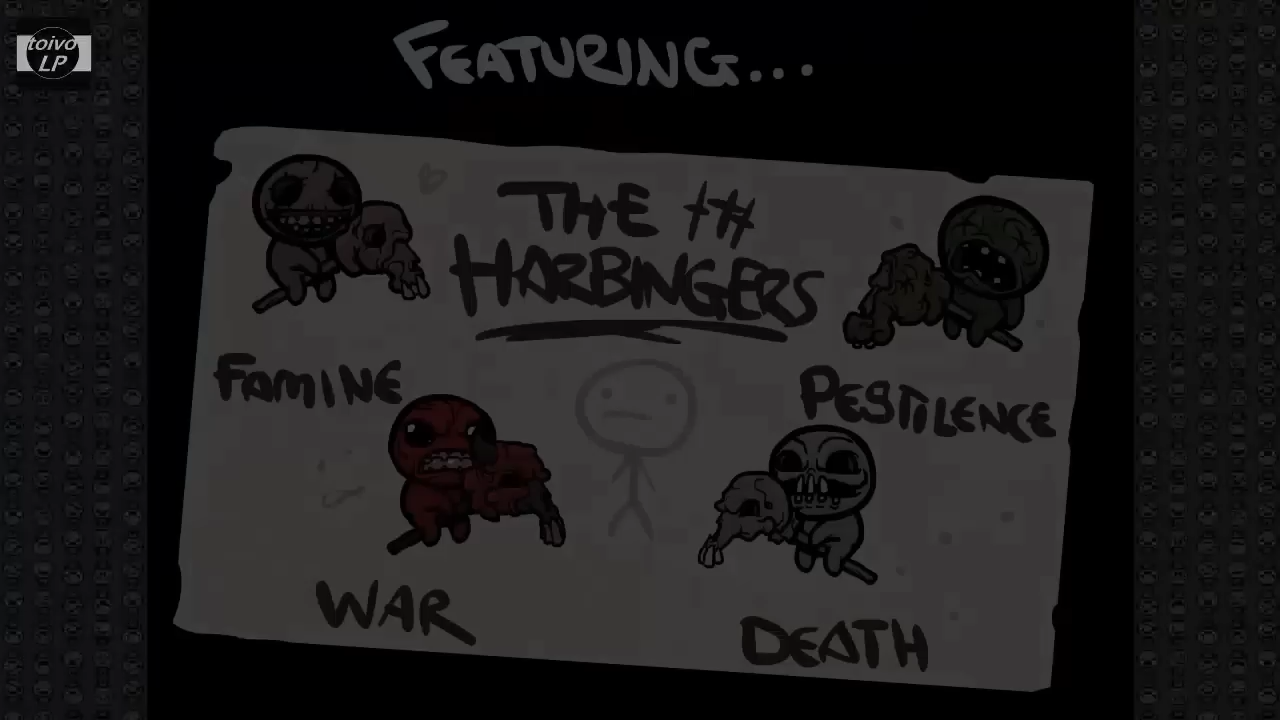 toivo
LP
FEATURING...
THE
HARBINGERS
FAMINE
PESTILENCE
WAR
DEATH